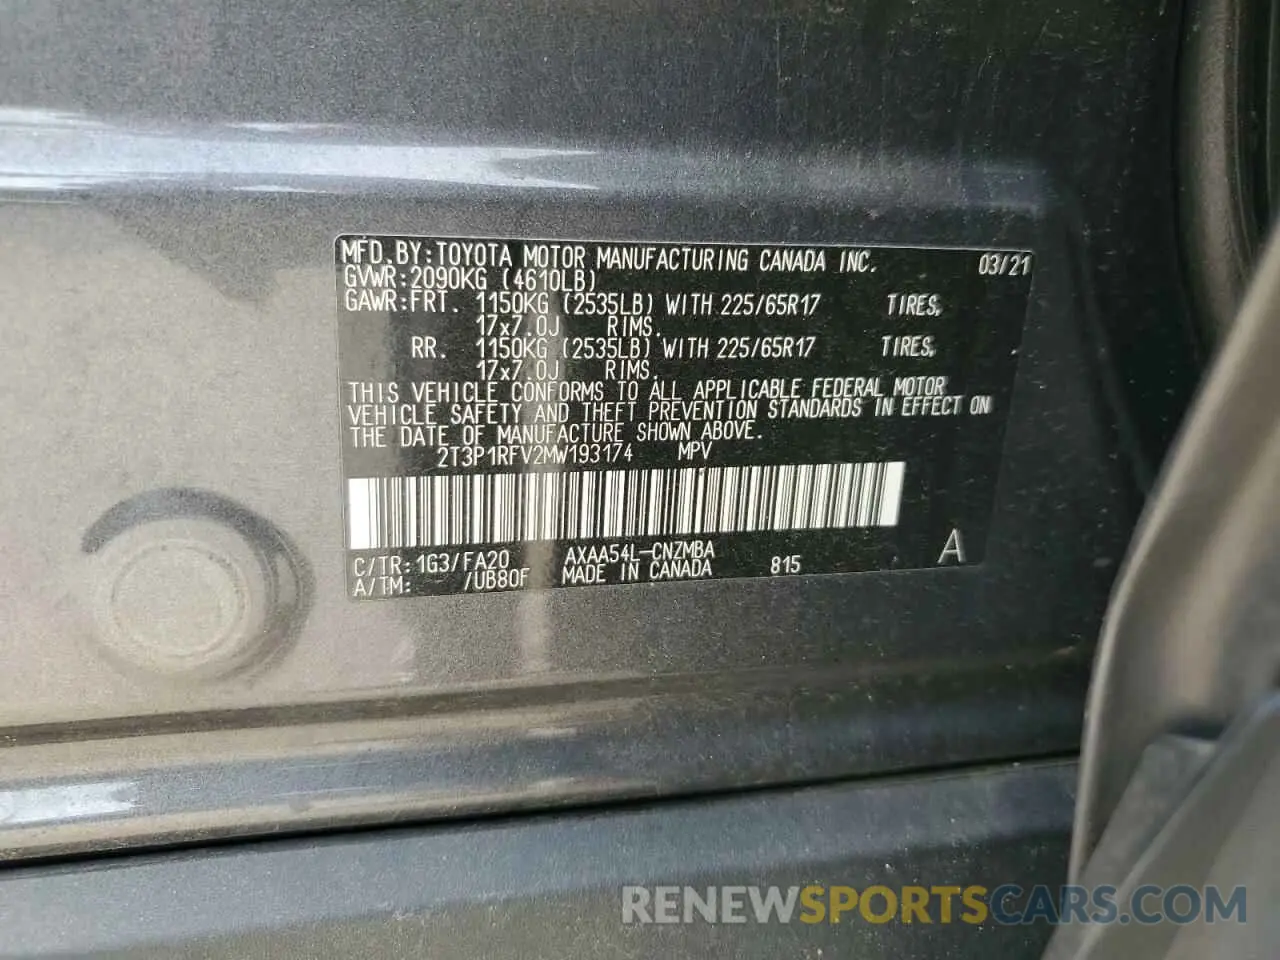 MFD.BY:TOYOTA MOTOR MANUFACTURING CANADA INC. 03/21
GVWR:2090KG (4610LB)
GAWR:FRT. 1150KG (2535LB) WITH 225/65R17 TIRES,
17x7.0J RIMS.
RR. 1150KG (2535LB) WITH 225/65R17 TIRES,
17x7.0J RIMS.
THIS VEHICLE CONFORMS TO ALL APPLICABLE FEDERAL MOTOR
VEHICLE SAFETY AND THEFT PREVENTION STANDARDS IN EFFECT ON
THE DATE OF MANUFACTURE SHOWN ABOVE.
2T3P1RFV2MW193174 MPV
C/TR:1G3/FA20 AXAA54L-CNZMBA A
A/TM: /UB80F MADE IN CANADA 815
RENEWSPORTSCARS.COM